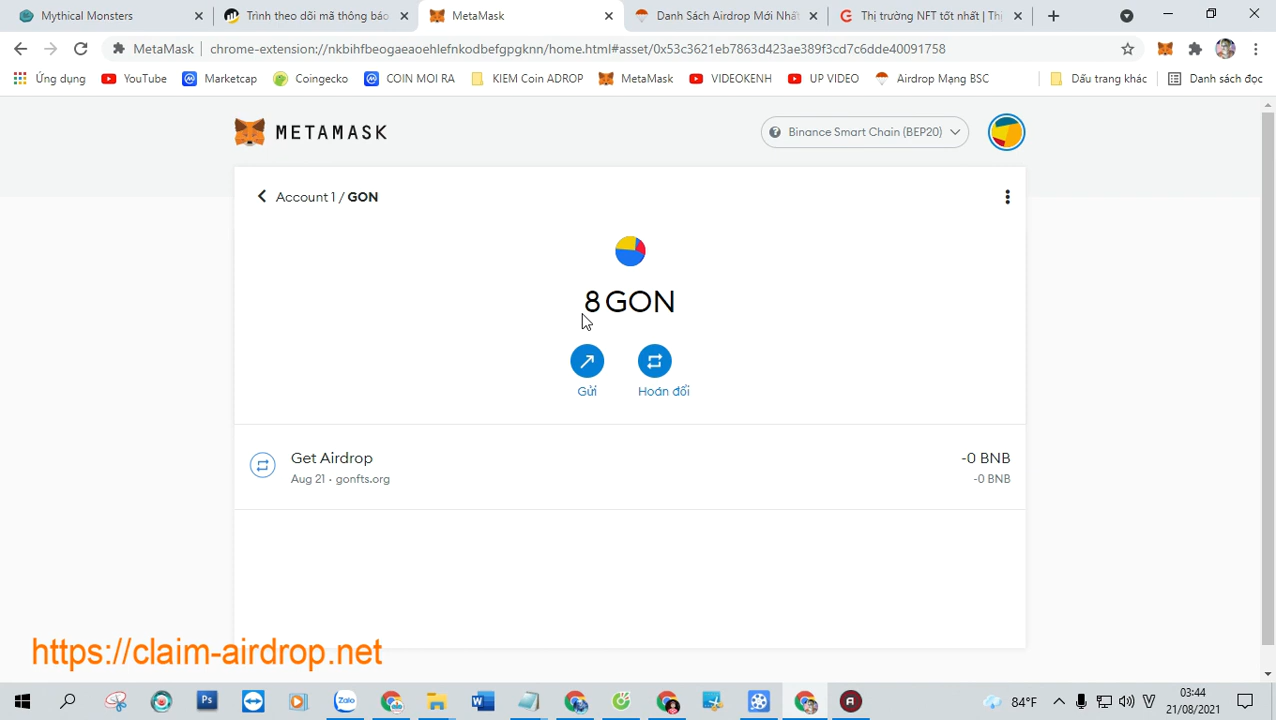 Mythical Monsters
Trình theo dõi mã thông báo
MetaMask
Danh Sách Airdrop Mới Nhất
Thị trường NFT tốt nhất | Thị
MetaMask
chrome-extension://nkbihfbeogaeaoehlefnkodbefgpgknn/home.html#asset/0x53c3621eb7863d423ae389f3cd7c6dde40091758
Ứng dụng
YouTube
Marketcap
Coingecko
COIN MOI RA
KIEM Coin ADROP
MetaMask
VIDEOKENH
UP VIDEO
Airdrop Mạng BSC
Dấu trang khác
Danh sách đọc
METAMASK
Binance Smart Chain (BEP20)
Account 1 / GON
8 GON
Gửi
Hoán đổi
Get Airdrop
-0 BNB
Aug 21 · gonfts.org
-0 BNB
https://claim-airdrop.net
Ps
Zalo
W
84°F
V
03:44
21/08/2021